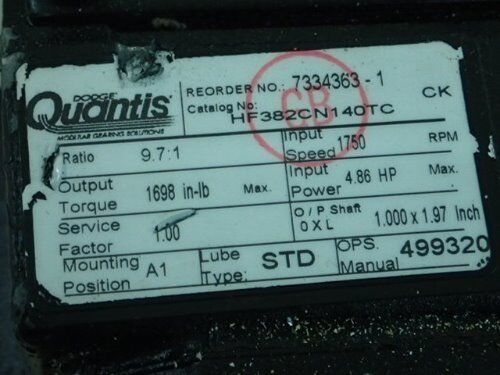 DODGE
Quantis
MODULAR GEARING SOLUTIONS
REORDER NO. 7334363-1
Catalog No: HF382CN140TC
CK
CB
Ratio 9.7:1
Input Speed 1750 RPM
Output Torque 1698 in-lb Max.
Input Power 4.86 HP Max.
Service Factor 1.00
O/P Shaft O X L 1.000 x 1.97 Inch
Mounting Position A1
Lube Type: STD
OPS. Manual 499320